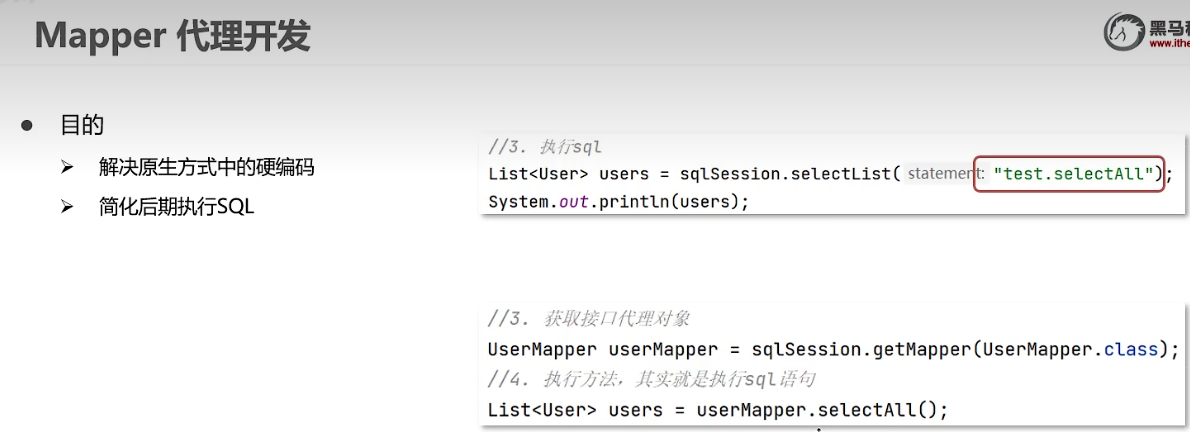 Mapper 代理开发
黑马
www.ithe
目的
解决原生方式中的硬编码
简化后期执行SQL
//3. 执行sql
List<User> users = sqlSession.selectList( statement: "test.selectAll");
System.out.println(users);
//3. 获取接口代理对象
UserMapper userMapper = sqlSession.getMapper(UserMapper.class);
//4. 执行方法，其实就是执行sql语句
List<User> users = userMapper.selectAll();